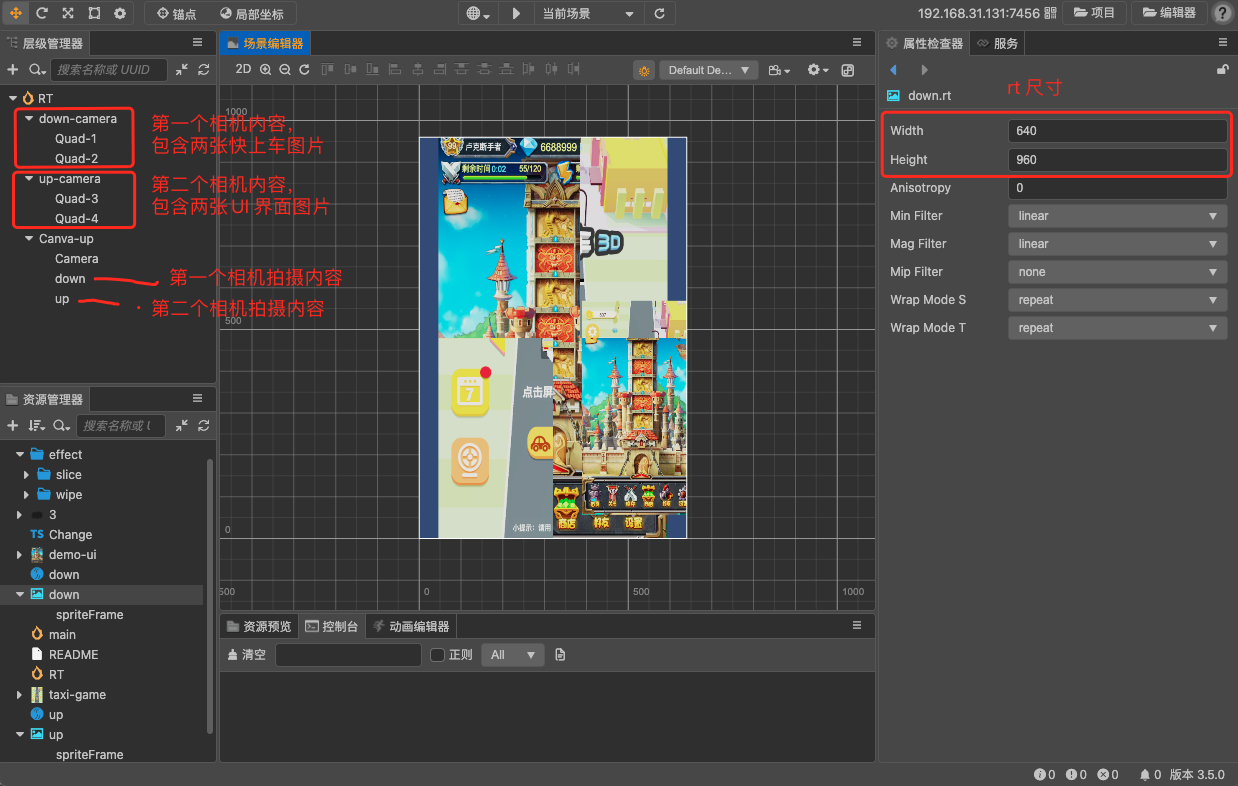 锚点
局部坐标
当前场景
192.168.31.131:7456
项目
编辑器
?
层级管理器
搜索名称或 UUID
RT
down-camera
Quad-1
Quad-2
up-camera
Quad-3
Quad-4
Canva-up
Camera
down
up
第一个相机内容，
包含两张快上车图片
第二个相机内容，
包含两张UI 界面图片
第一个相机拍摄内容
第二个相机拍摄内容
场景编辑器
2D
Default De...
1000
500
0
500
0
500
1000
99
卢克断手者
6688999
剩余时间0:02
55/120
3D
107
7
点击屏
小提示：请用
商店
好友
设置
资源管理器
搜索名称或 U
effect
slice
wipe
3
TS Change
demo-ui
down
down
spriteFrame
main
README
RT
taxi-game
up
up
spriteFrame
资源预览
控制台
动画编辑器
清空
正则
All
属性检查器
服务
down.rt
rt 尺寸
Width 640
Height 960
Anisotropy 0
Min Filter linear
Mag Filter linear
Mip Filter none
Wrap Mode S repeat
Wrap Mode T repeat
0
0
0
0
版本 3.5.0